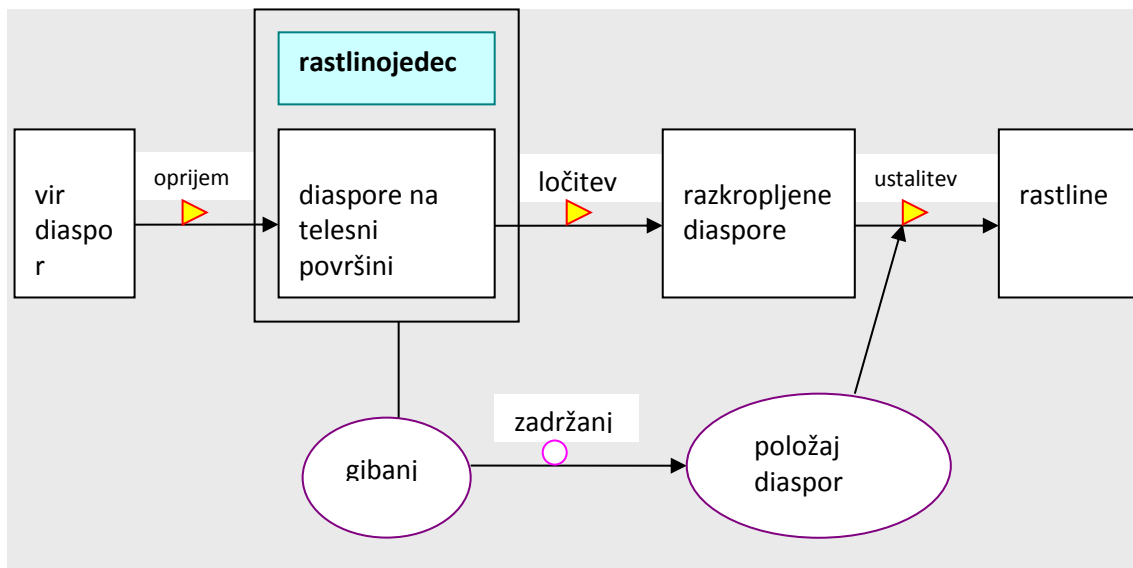 rastlinojedec
vir
diaspo
r
oprijem
diaspore na
telesni
površini
ločitev
razkropljene
diaspore
ustalitev
rastline
zadržanj
gibanj
položaj
diaspor